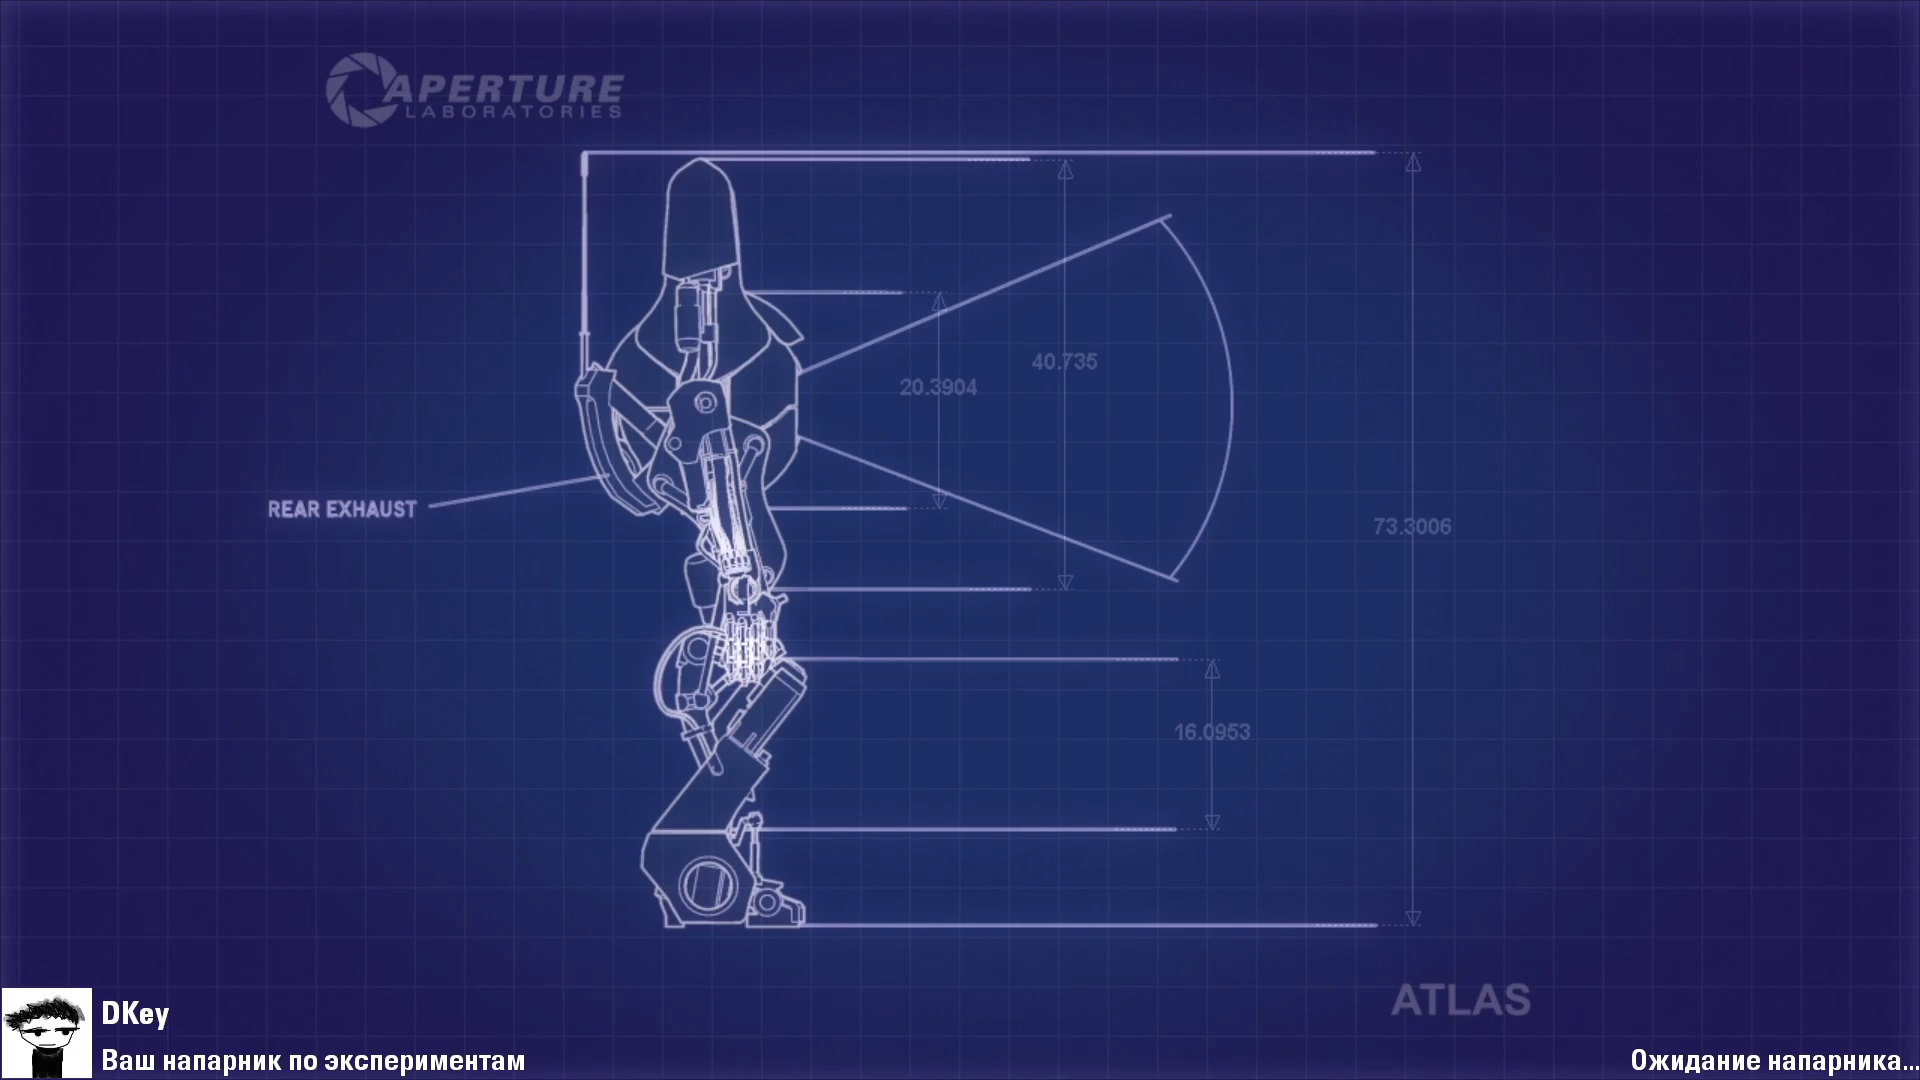 APERTURE
LABORATORIES
40.735
20.3904
REAR EXHAUST
73.3006
16.0953
ATLAS
DKey
Ваш напарник по экспериментам
Ожидание напарника...